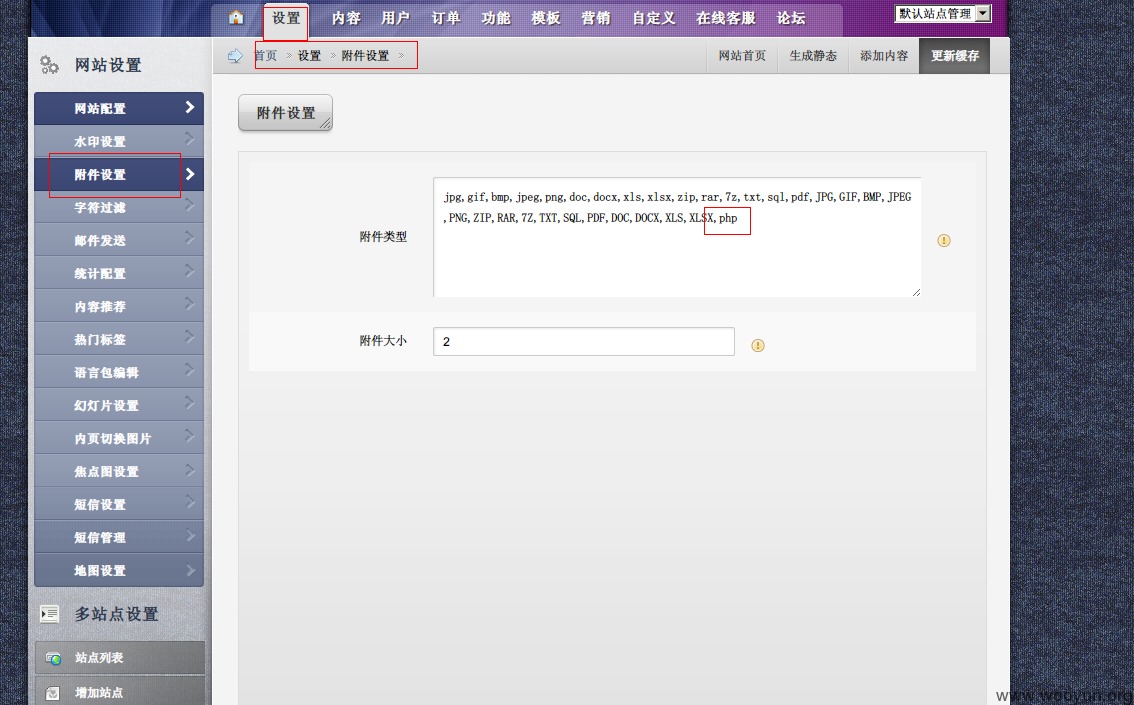 设置 内容 用户 订单 功能 模板 营销 自定义 在线客服 论坛 默认站点管理
首页 » 设置 » 附件设置 » 网站首页 生成静态 添加内容 更新缓存
网站设置
网站配置
水印设置
附件设置
字符过滤
邮件发送
统计配置
内容推荐
热门标签
语言包编辑
幻灯片设置
内页切换图片
焦点图设置
短信设置
短信管理
地图设置
多站点设置
站点列表
增加站点
附件设置
附件类型
jpg,gif,bmp,jpeg,png,doc,docx,xls,xlsx,zip,rar,7z,txt,sql,pdf,JPG,GIF,BMP,JPEG
,PNG,ZIP,RAR,7Z,TXT,SQL,PDF,DOC,DOCX,XLS,XLSX,php
附件大小
2
www.wooyun.org